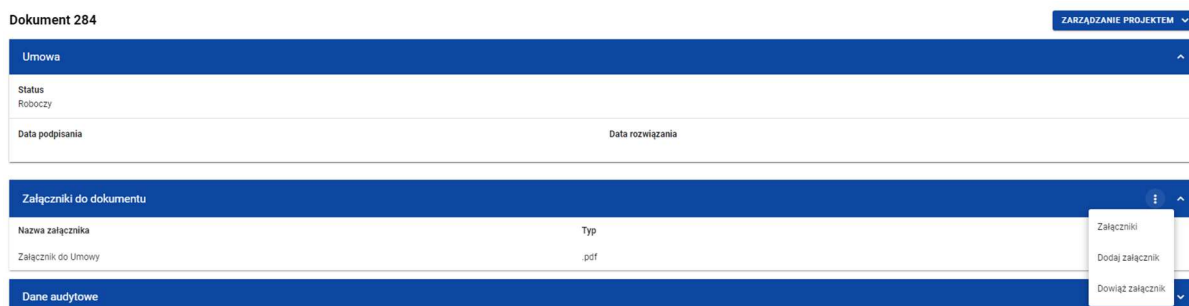 Dokument 284
ZARZĄDZANIE PROJEKTEM
Umowa
Status
Roboczy
Data podpisania Data rozwiązania
Załączniki do dokumentu
Nazwa załącznika Typ
Załącznik do Umowy .pdf
Załączniki
Dodaj załącznik
Dowiąż załącznik
Dane audytowe